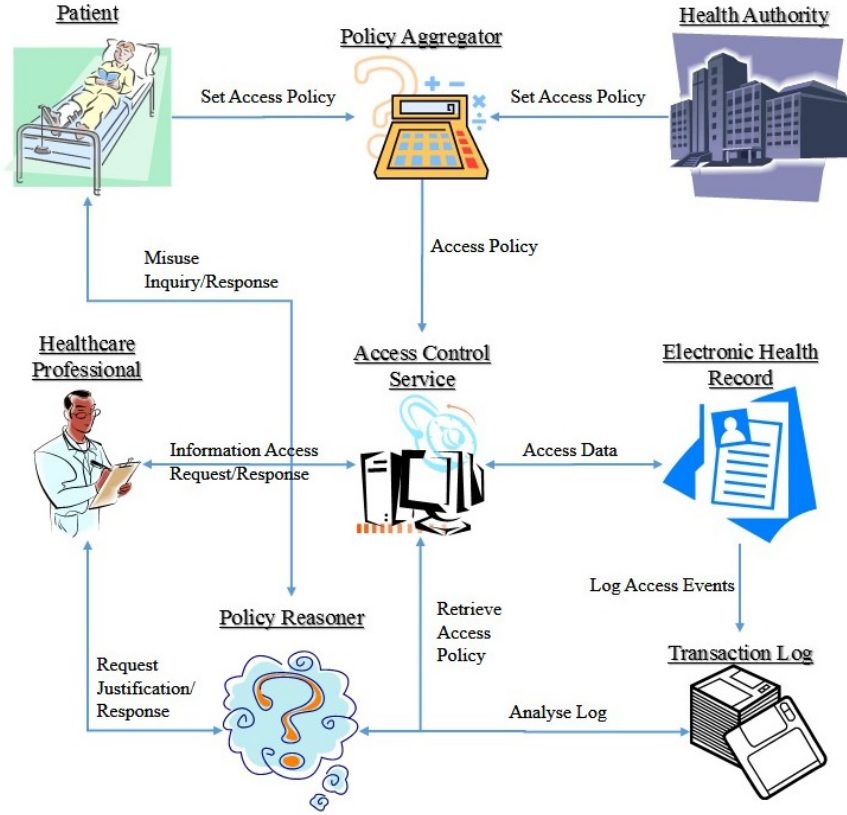 Patient
Policy Aggregator
Health Authority
Set Access Policy
Set Access Policy
Misuse
Inquiry/Response
Access Policy
Healthcare
Professional
Access Control
Service
Electronic Health
Record
Information Access
Request/Response
Access Data
Log Access Events
Policy Reasoner
Retrieve
Access
Policy
Transaction Log
Request
Justification/
Response
Analyse Log